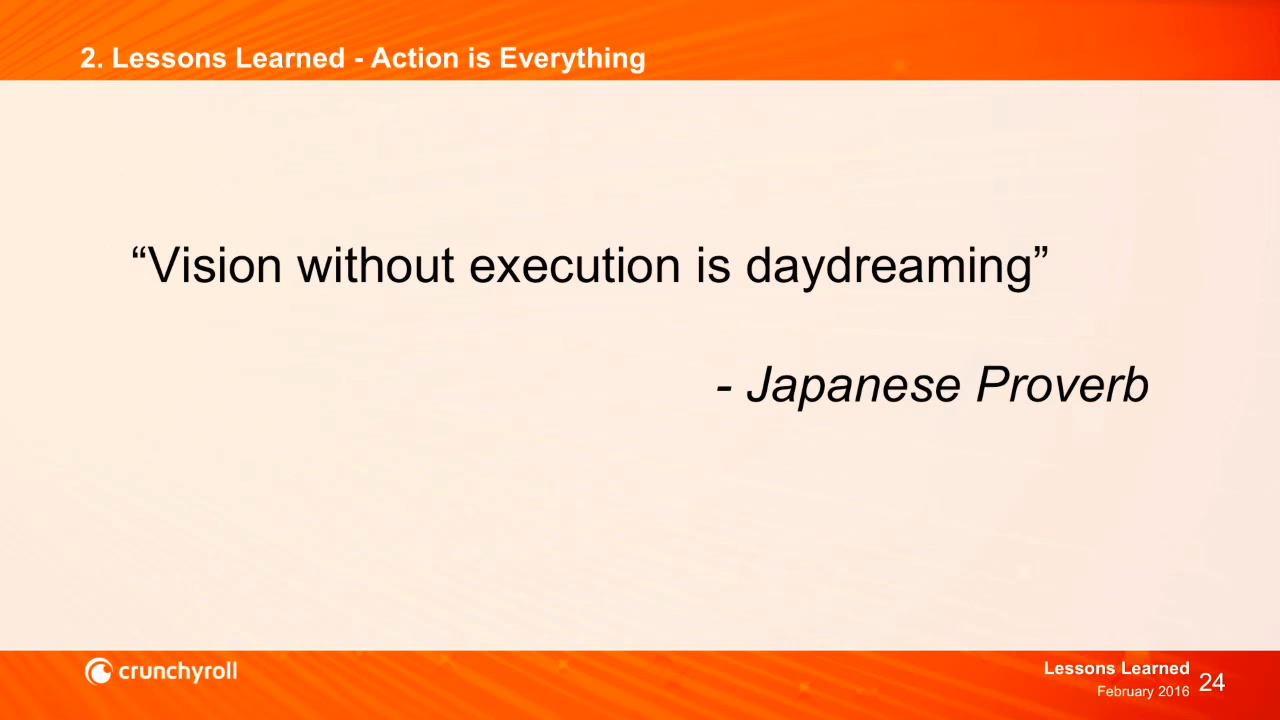 2. Lessons Learned - Action is Everything
“Vision without execution is daydreaming”
- Japanese Proverb
crunchyroll
Lessons Learned
February 2016
24